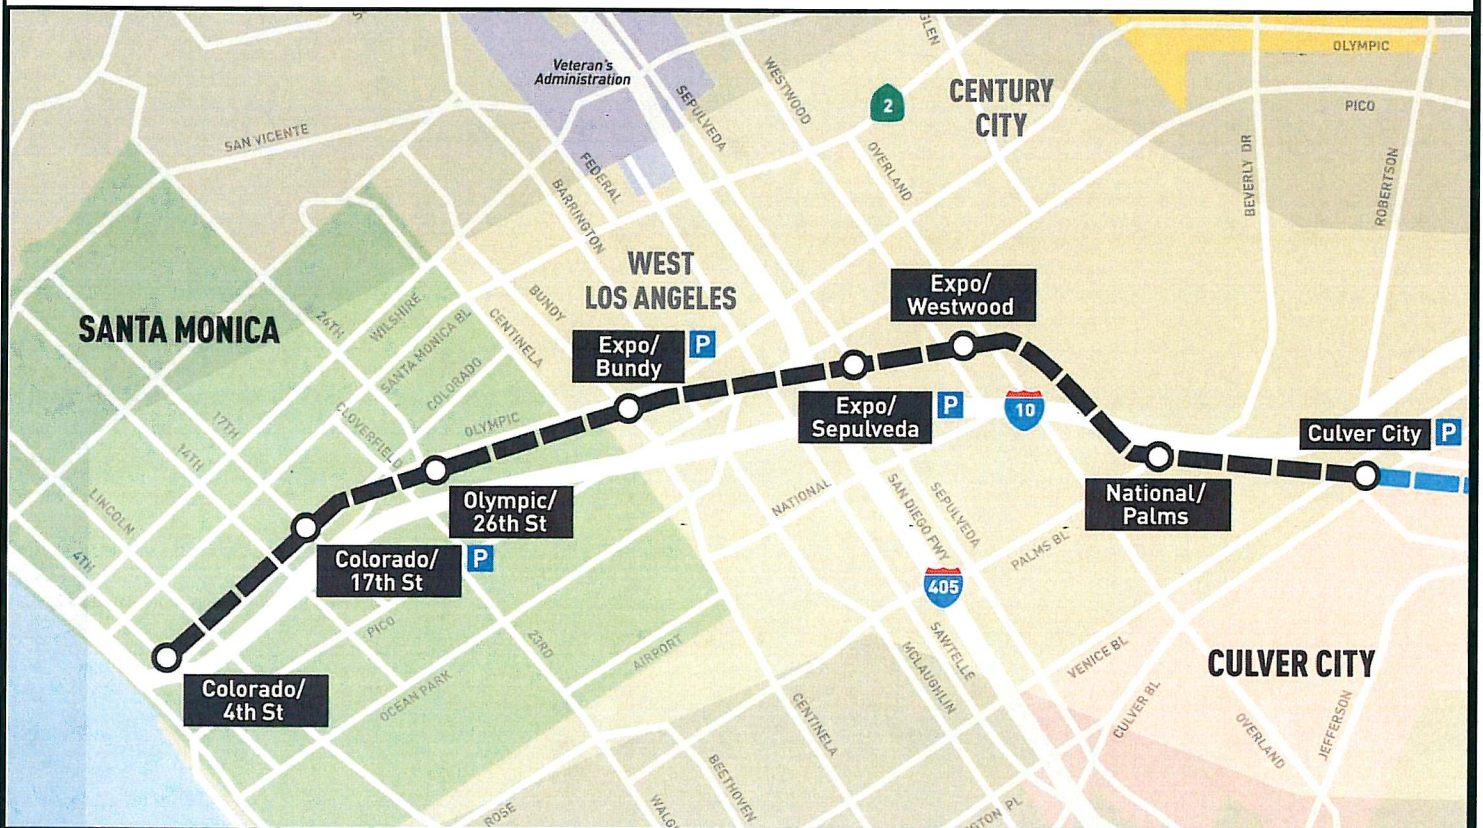 OLYMPIC
Veteran's
Administration
WESTWOOD
SEPULVEDA
2
CENTURY
CITY
PICO
SAN VICENTE
FEDERAL
BARRINGTON
OVERLAND
BEVERLY DR
ROBERTSON
WEST
LOS ANGELES
Expo/
Westwood
SANTA MONICA
24TH
WILSHIRE
SANTA MONICA BL
COLORADO
BUNDY
CENTINELA
Expo/
Bundy
P
Expo/
Sepulveda
P
10
Culver City
P
17TH
14TH
CLOVERFIELD
OLYMPIC
LINCOLN
4TH
Olympic/
26th St
NATIONAL
SAN DIEGO FWY
SEPULVEDA
National/
Palms
Colorado/
17th St
P
PALMS BL
405
PICO
23RD
AIRPORT
SAWTELLE
MCLAUGHLIN
VENICE BL
CULVER CITY
Colorado/
4th St
OCEAN PARK
CENTINELA
CULVER BL
OVERLAND
JEFFERSON
BEETHOVEN
ROSE